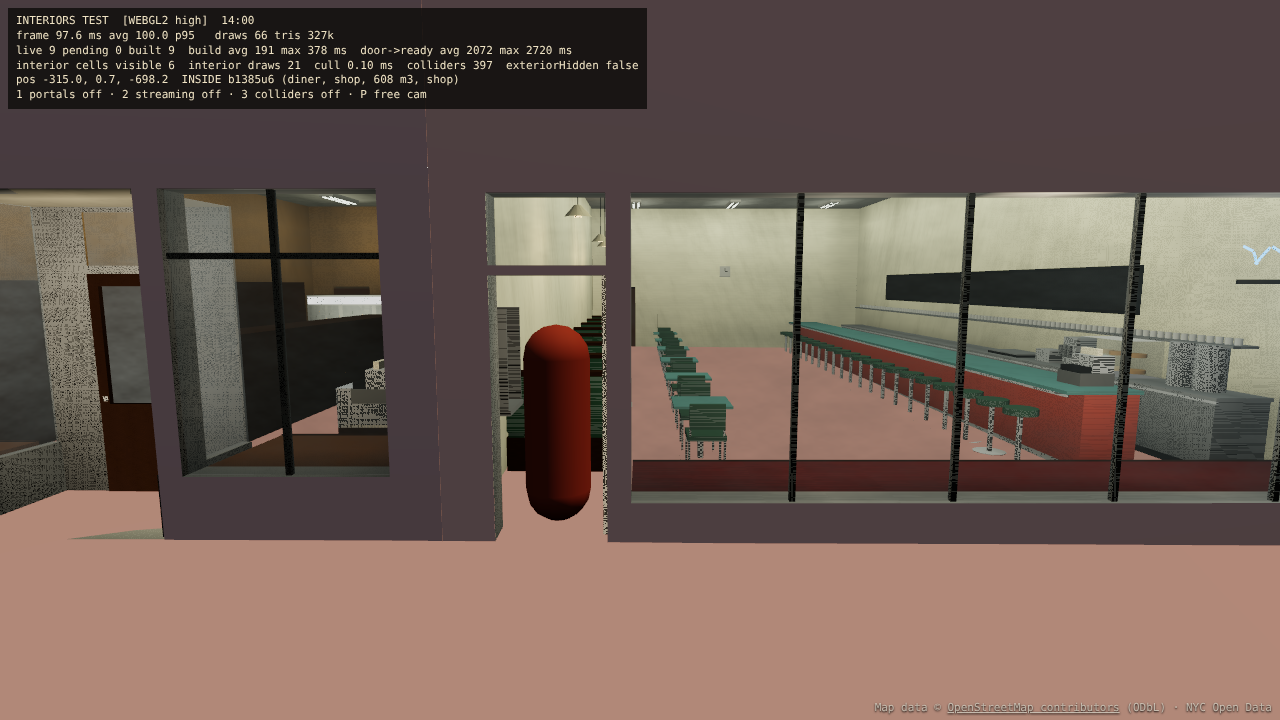 INTERIORS TEST  [WEBGL2 high]  14:00
frame 97.6 ms avg 100.0 p95   draws 66 tris 327k
live 9 pending 0 built 9  build avg 191 max 378 ms  door->ready avg 2072 max 2720 ms
interior cells visible 6  interior draws 21  cull 0.10 ms  colliders 397  exteriorHidden false
pos -315.0, 0.7, -698.2  INSIDE b1385u6 (diner, shop, 608 m3, shop)
1 portals off · 2 streaming off · 3 colliders off · P free cam
Map data © OpenStreetMap contributors (ODbL) · NYC Open Data